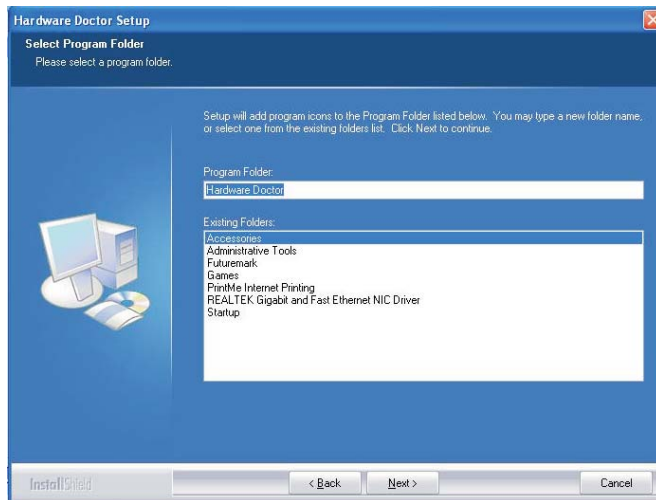 Hardware Doctor Setup
Select Program Folder
Please select a program folder.
Setup will add program icons to the Program Folder listed below. You may type a new folder name,
or select one from the existing folders list. Click Next to continue.
Program Folder:
Hardware Doctor
Existing Folders:
Accessories
Administrative Tools
Futuremark
Games
PrintMe Internet Printing
REALTEK Gigabit and Fast Ethernet NIC Driver
Startup
InstallShield
< Back
Next >
Cancel